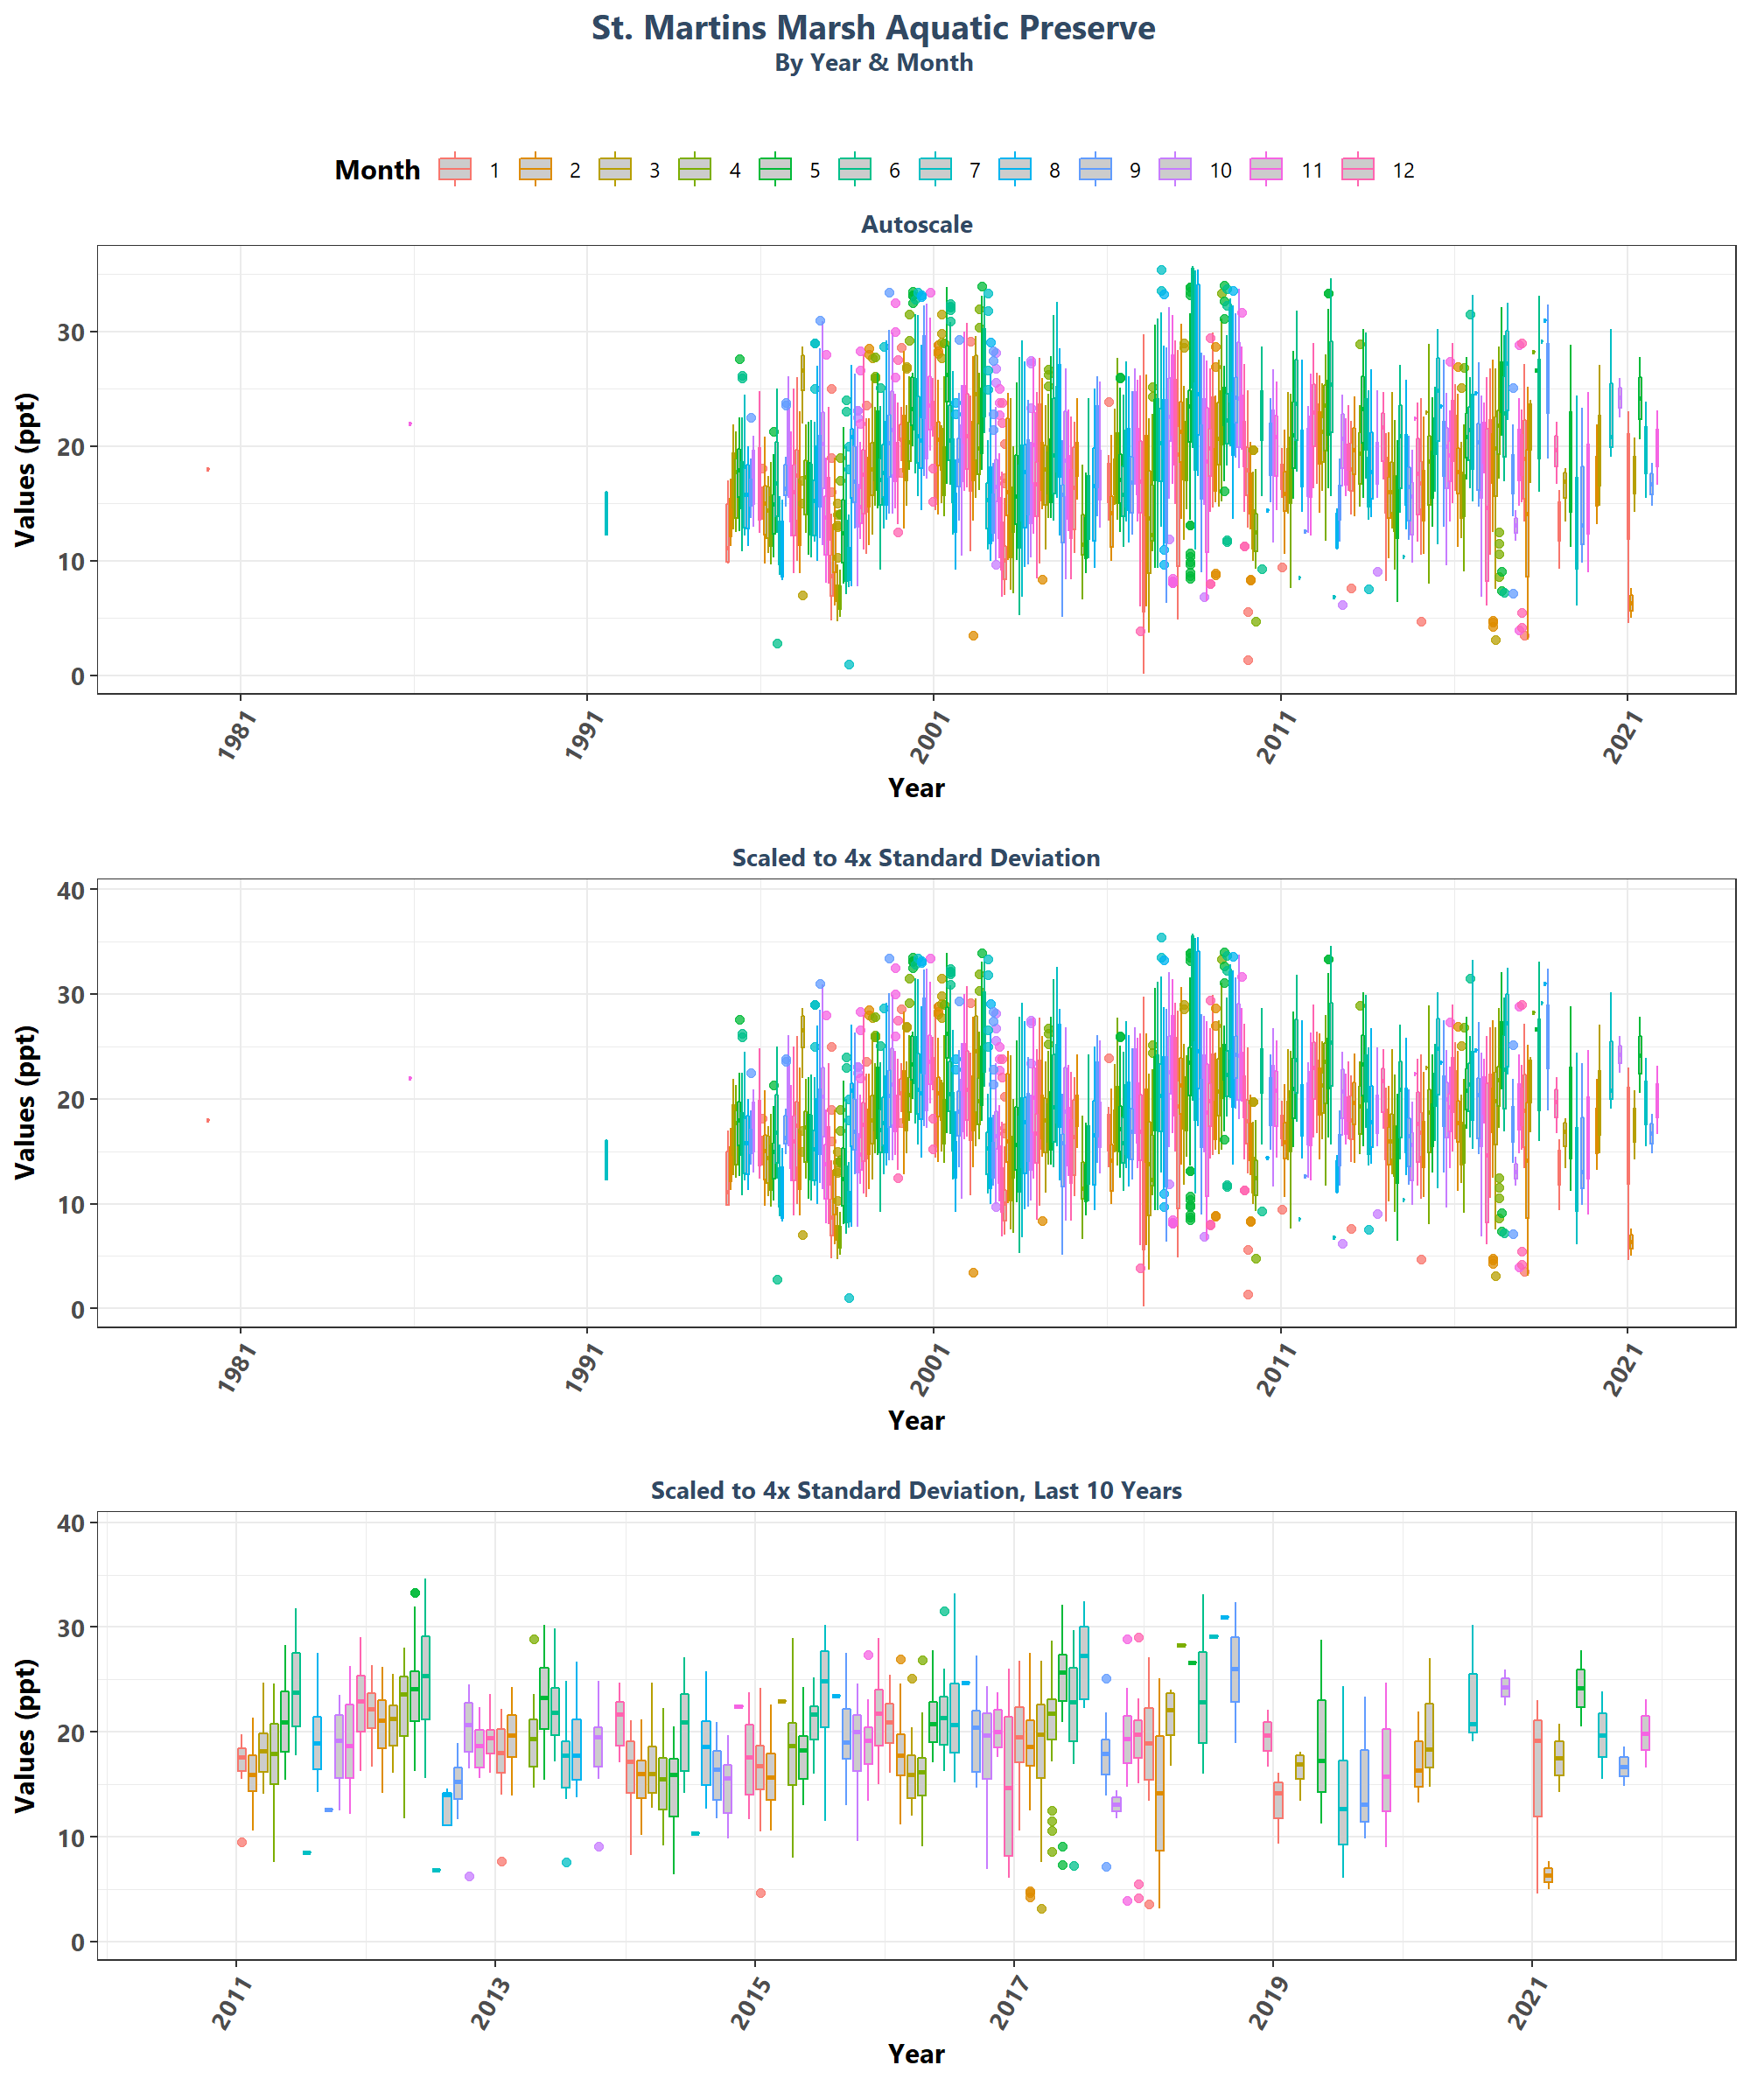 St. Martins Marsh Aquatic Preserve
By Year & Month
Month 1 2 3 4 5 6 7 8 9 10 11 12
Autoscale
Values (ppt)
30
20
10
0
1981 1991 2001 2011 2021
Year
Scaled to 4x Standard Deviation
Values (ppt)
40
30
20
10
0
1981 1991 2001 2011 2021
Year
Scaled to 4x Standard Deviation, Last 10 Years
Values (ppt)
40
30
20
10
0
2011 2013 2015 2017 2019 2021
Year